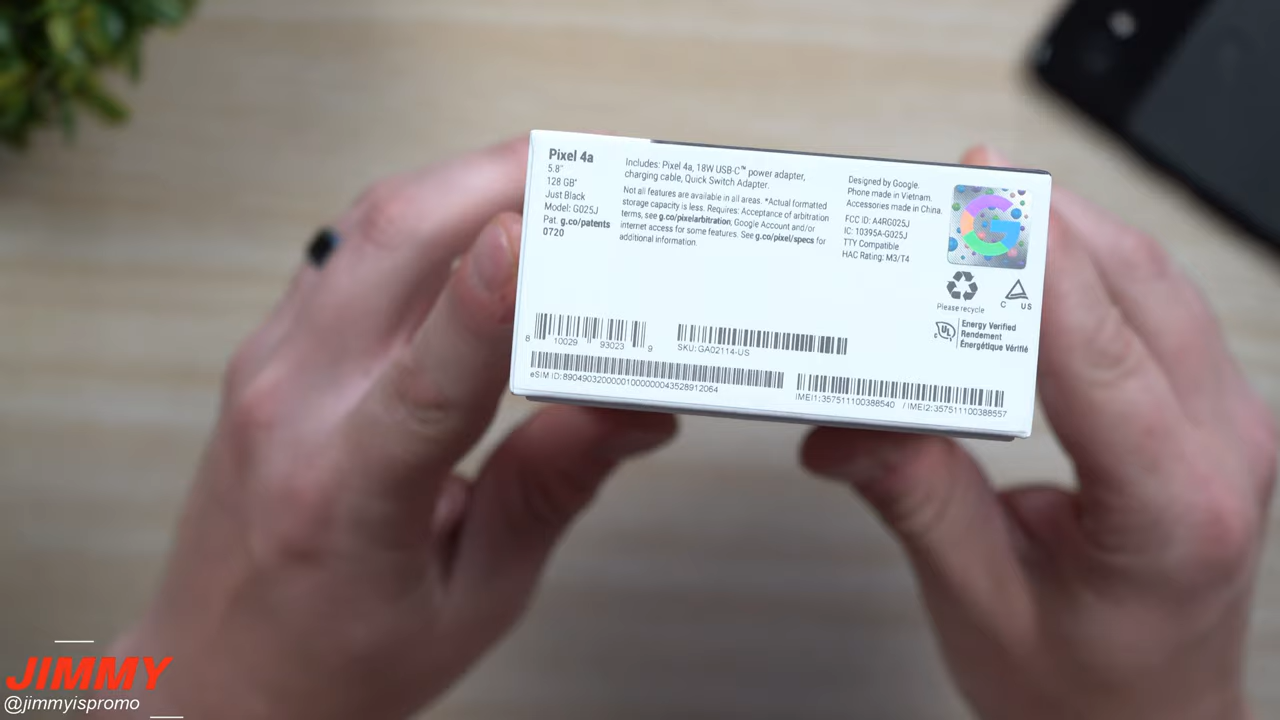 Pixel 4a
5.8"
128 GB*
Just Black
Model: G025J
Pat. g.co/patents
0720
Includes: Pixel 4a, 18W USB-C™ power adapter,
charging cable, Quick Switch Adapter.
Not all features are available in all areas. *Actual formatted
storage capacity is less. Requires: Acceptance of arbitration
terms, see g.co/pixelarbitration; Google Account and/or
internet access for some features. See g.co/pixel/specs for
additional information.
Designed by Google.
Phone made in Vietnam.
Accessories made in China.
FCC ID: A4RG025J
IC: 10395A-G025J
TTY Compatible
HAC Rating: M3/T4
G
Please recycle
C US
UL
Energy Verified
Rendement
Énergétique Vérifié
8 10029 93023 9
SKU: GA02114-US
eSIM ID: 89049032000001000000043528912064
IMEI1:357511100388540 / IMEI2:357511100388557
JIMMY
@jimmyispromo